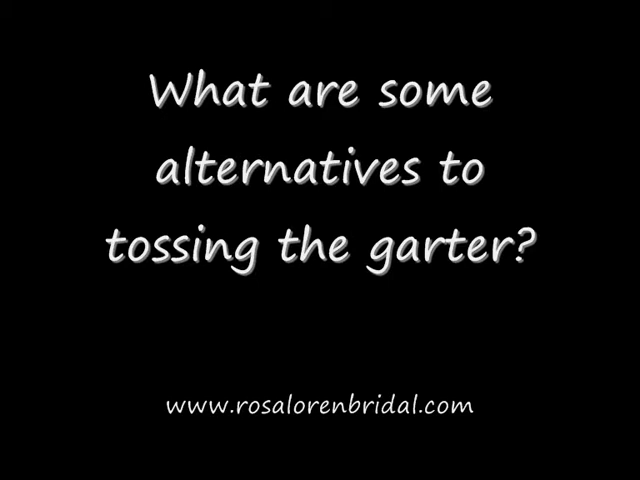 What are some
alternatives to
tossing the garter?
www.rosalorenbridal.com